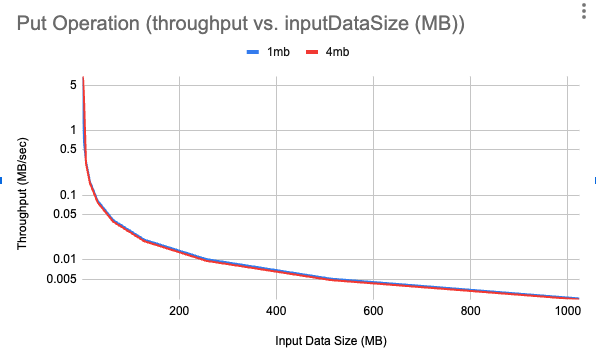 Put Operation (throughput vs. inputDataSize (MB))
1mb 4mb
Throughput (MB/sec)
5
1
0.5
0.1
0.05
0.01
0.005
200 400 600 800 1000
Input Data Size (MB)